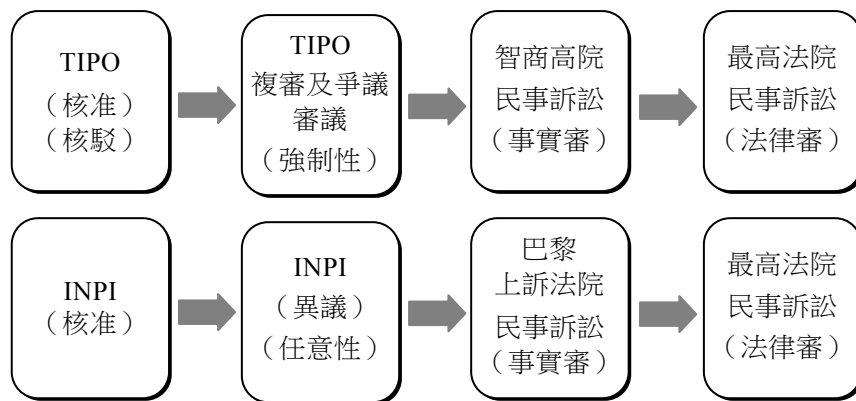 TIPO
（核准）
（核駁）
TIPO
複審及爭議
審議
（強制性）
智商高院
民事訴訟
（事實審）
最高法院
民事訴訟
（法律審）
INPI
（核准）
INPI
（異議）
（任意性）
巴黎
上訴法院
民事訴訟
（事實審）
最高法院
民事訴訟
（法律審）